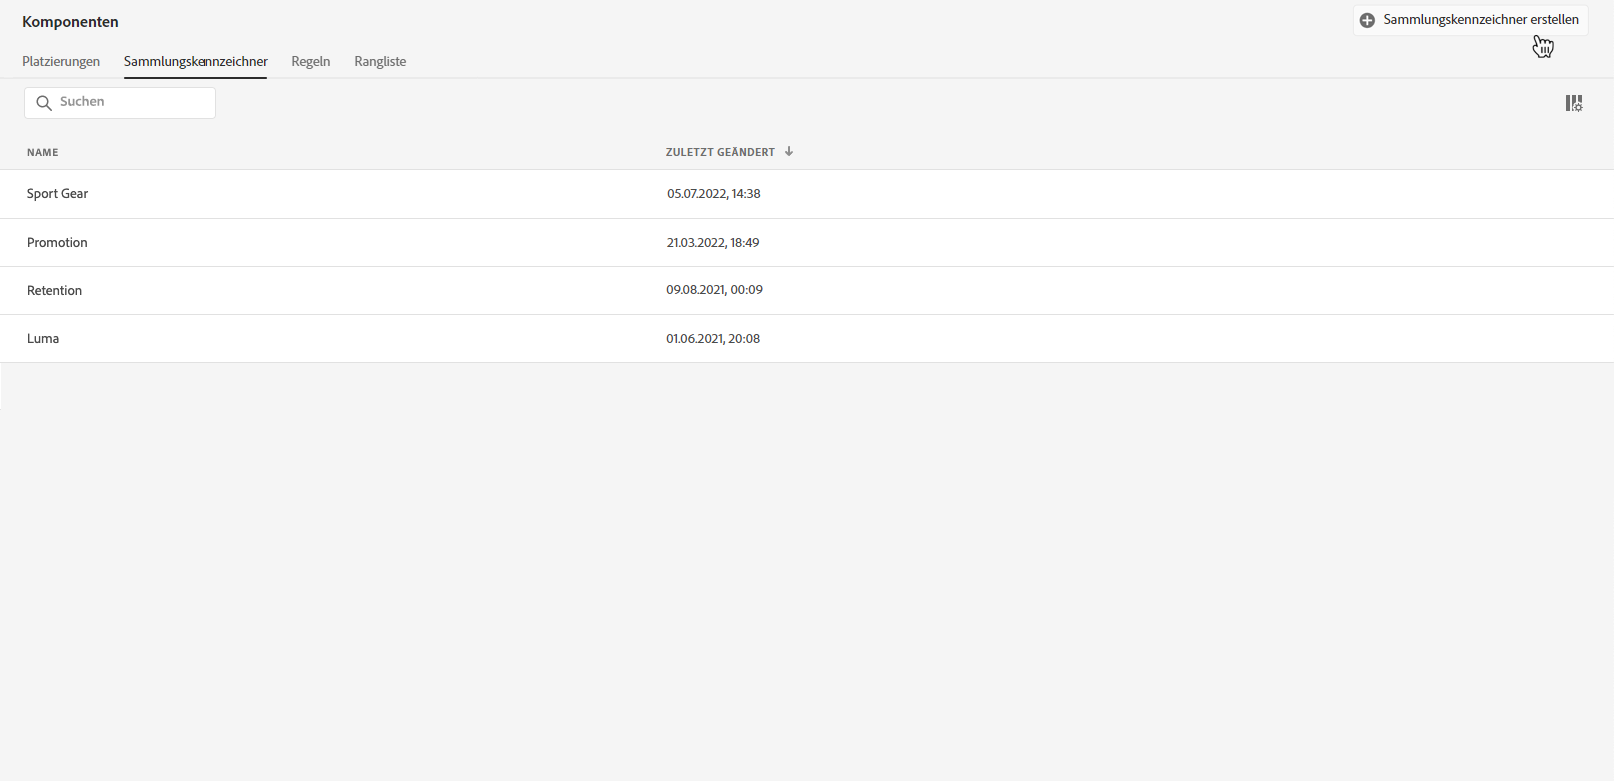 Komponenten
Sammlungskennzeichner erstellen
Platzierungen Sammlungskennzeichner Regeln Rangliste
Suchen
NAME ZULETZT GEÄNDERT
Sport Gear 05.07.2022, 14:38
Promotion 21.03.2022, 18:49
Retention 09.08.2021, 00:09
Luma 01.06.2021, 20:08